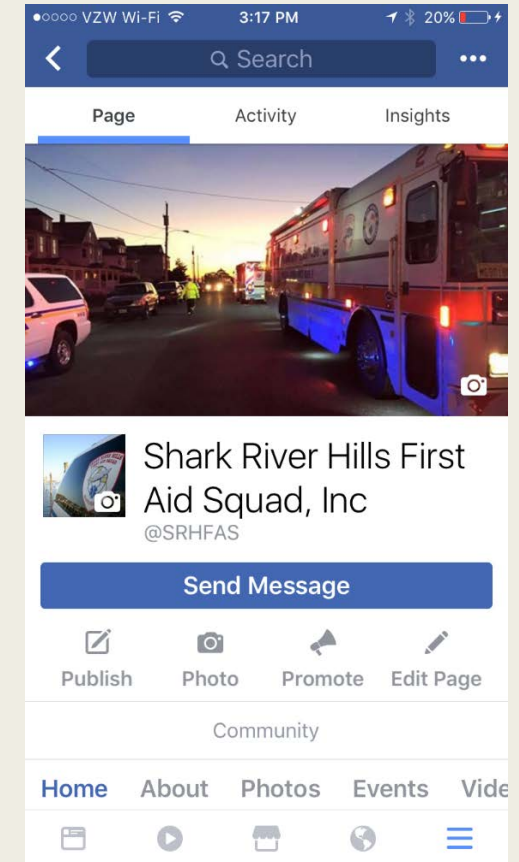 VZW Wi-Fi 3:17 PM 20%
Search
Page Activity Insights
Shark River Hills First
Aid Squad, Inc
@SRHFAS
Send Message
Publish Photo Promote Edit Page
Community
Home About Photos Events Vide